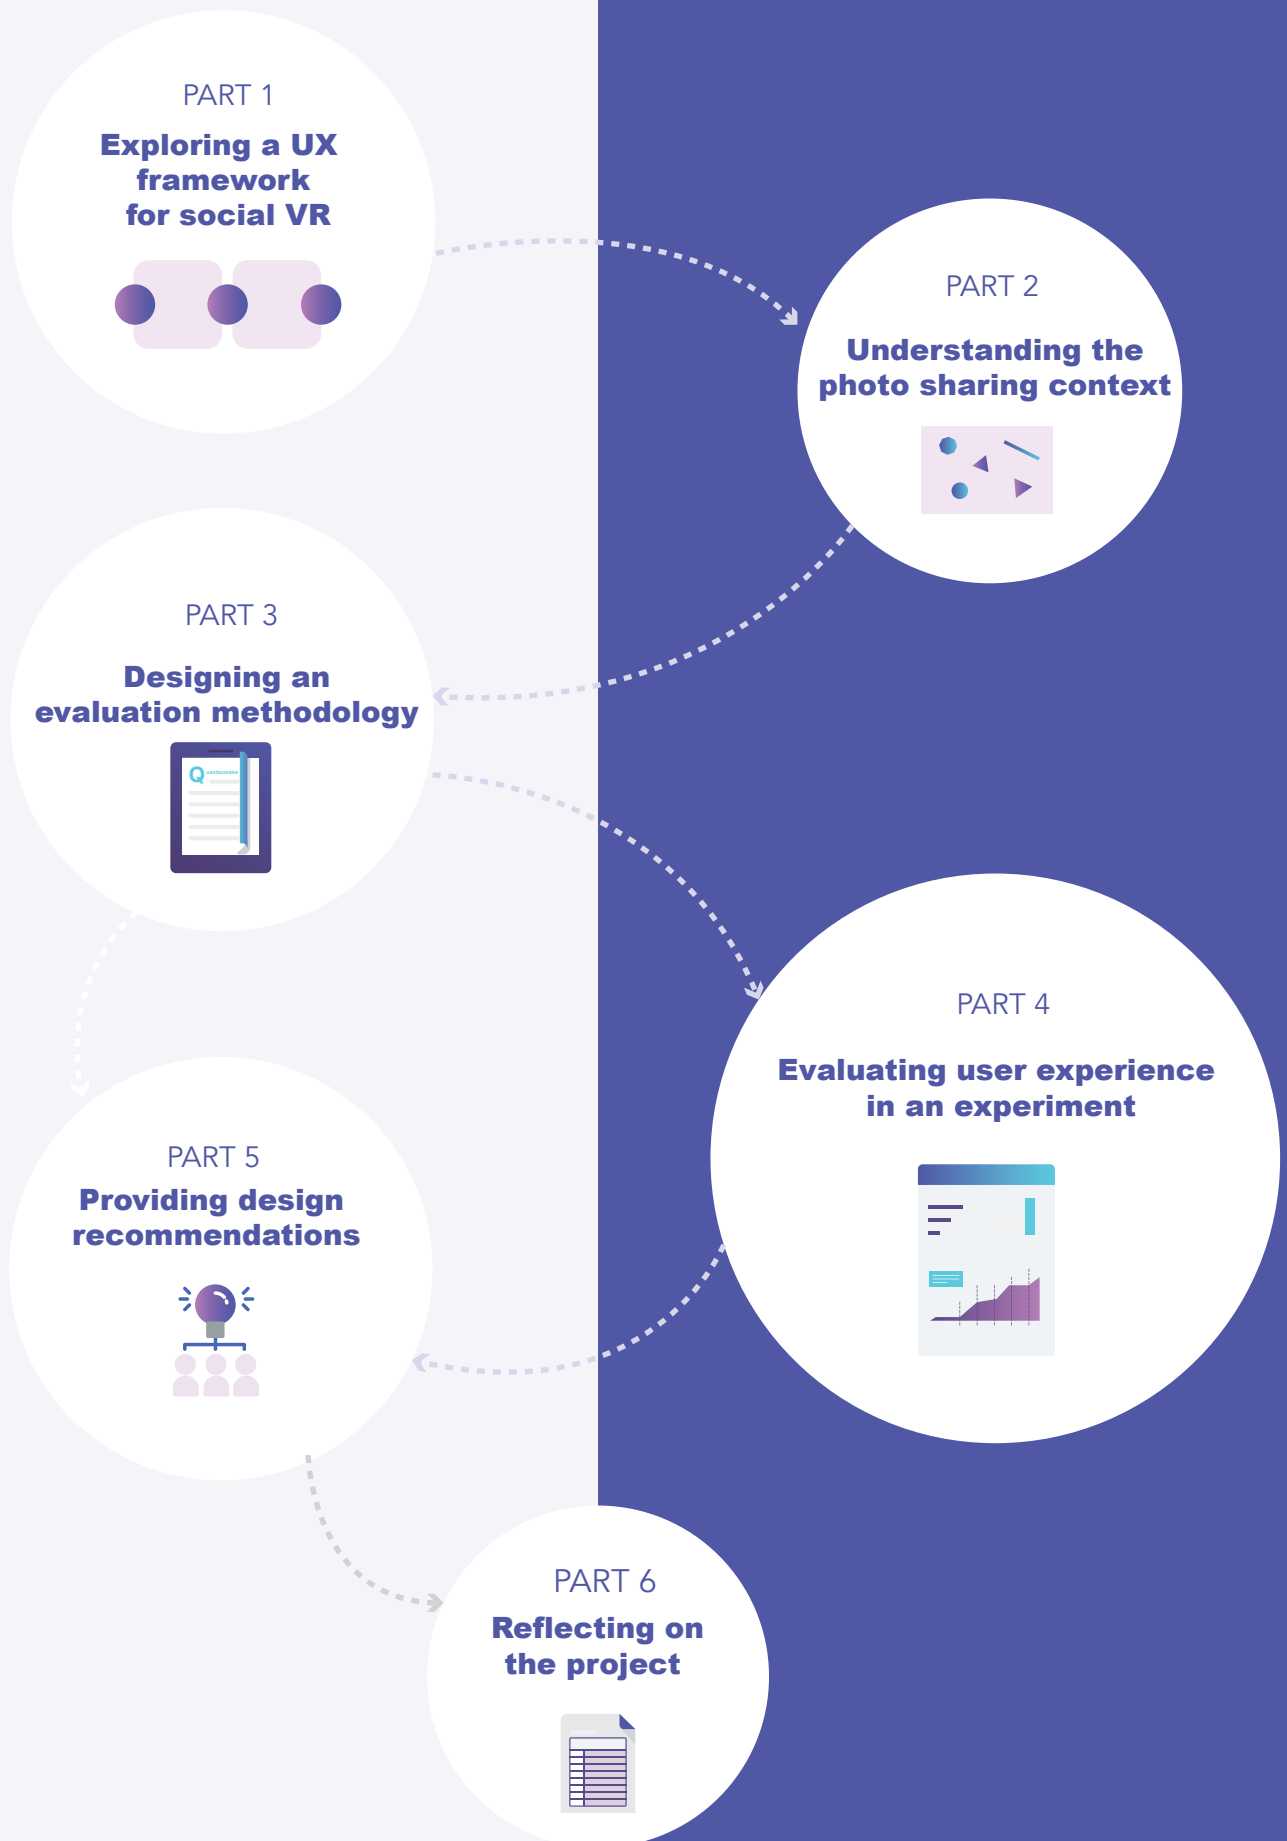 PART 1
Exploring a UX
framework
for social VR
PART 2
Understanding the
photo sharing context
PART 3
Designing an
evaluation methodology
Questionnaire
PART 4
Evaluating user experience
in an experiment
PART 5
Providing design
recommendations
PART 6
Reflecting on
the project